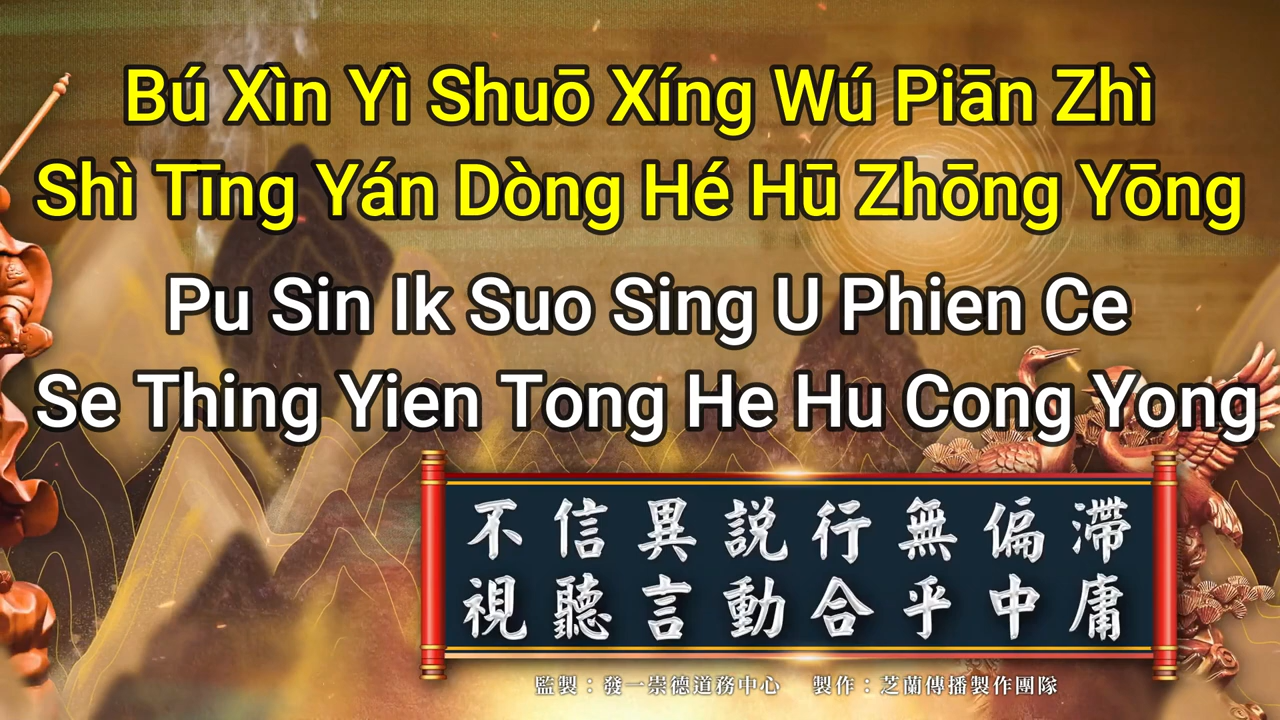 Bú Xìn Yì Shuō Xíng Wú Piān Zhì
Shì Tīng Yán Dòng Hé Hū Zhōng Yōng
Pu Sin Ik Suo Sing U Phien Ce
Se Thing Yien Tong He Hu Cong Yong
不信異説行無偏滯
視聽言動合乎中庸
監製：發一崇德道務中心 製作：芝蘭傳播製作團隊